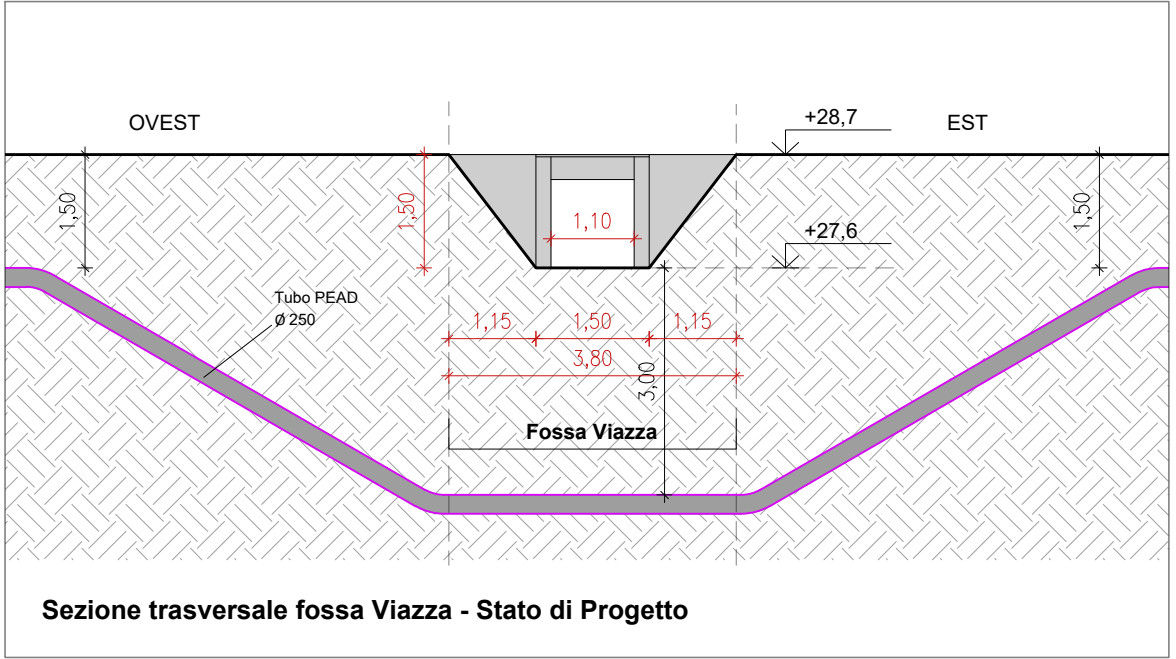 OVEST
+28,7
EST
1,50
1,50
1,10
+27,6
1,50
Tubo PEAD
Ø 250
1,15
1,50
1,15
3,80
3,00
Fossa Viazza
Sezione trasversale fossa Viazza - Stato di Progetto